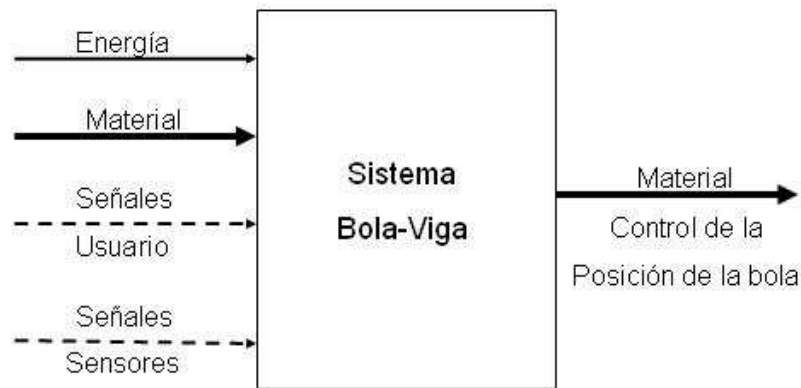 Energía
Material
Señales
Usuario
Señales
Sensores
Sistema
Bola-Viga
Material
Control de la
Posición de la bola